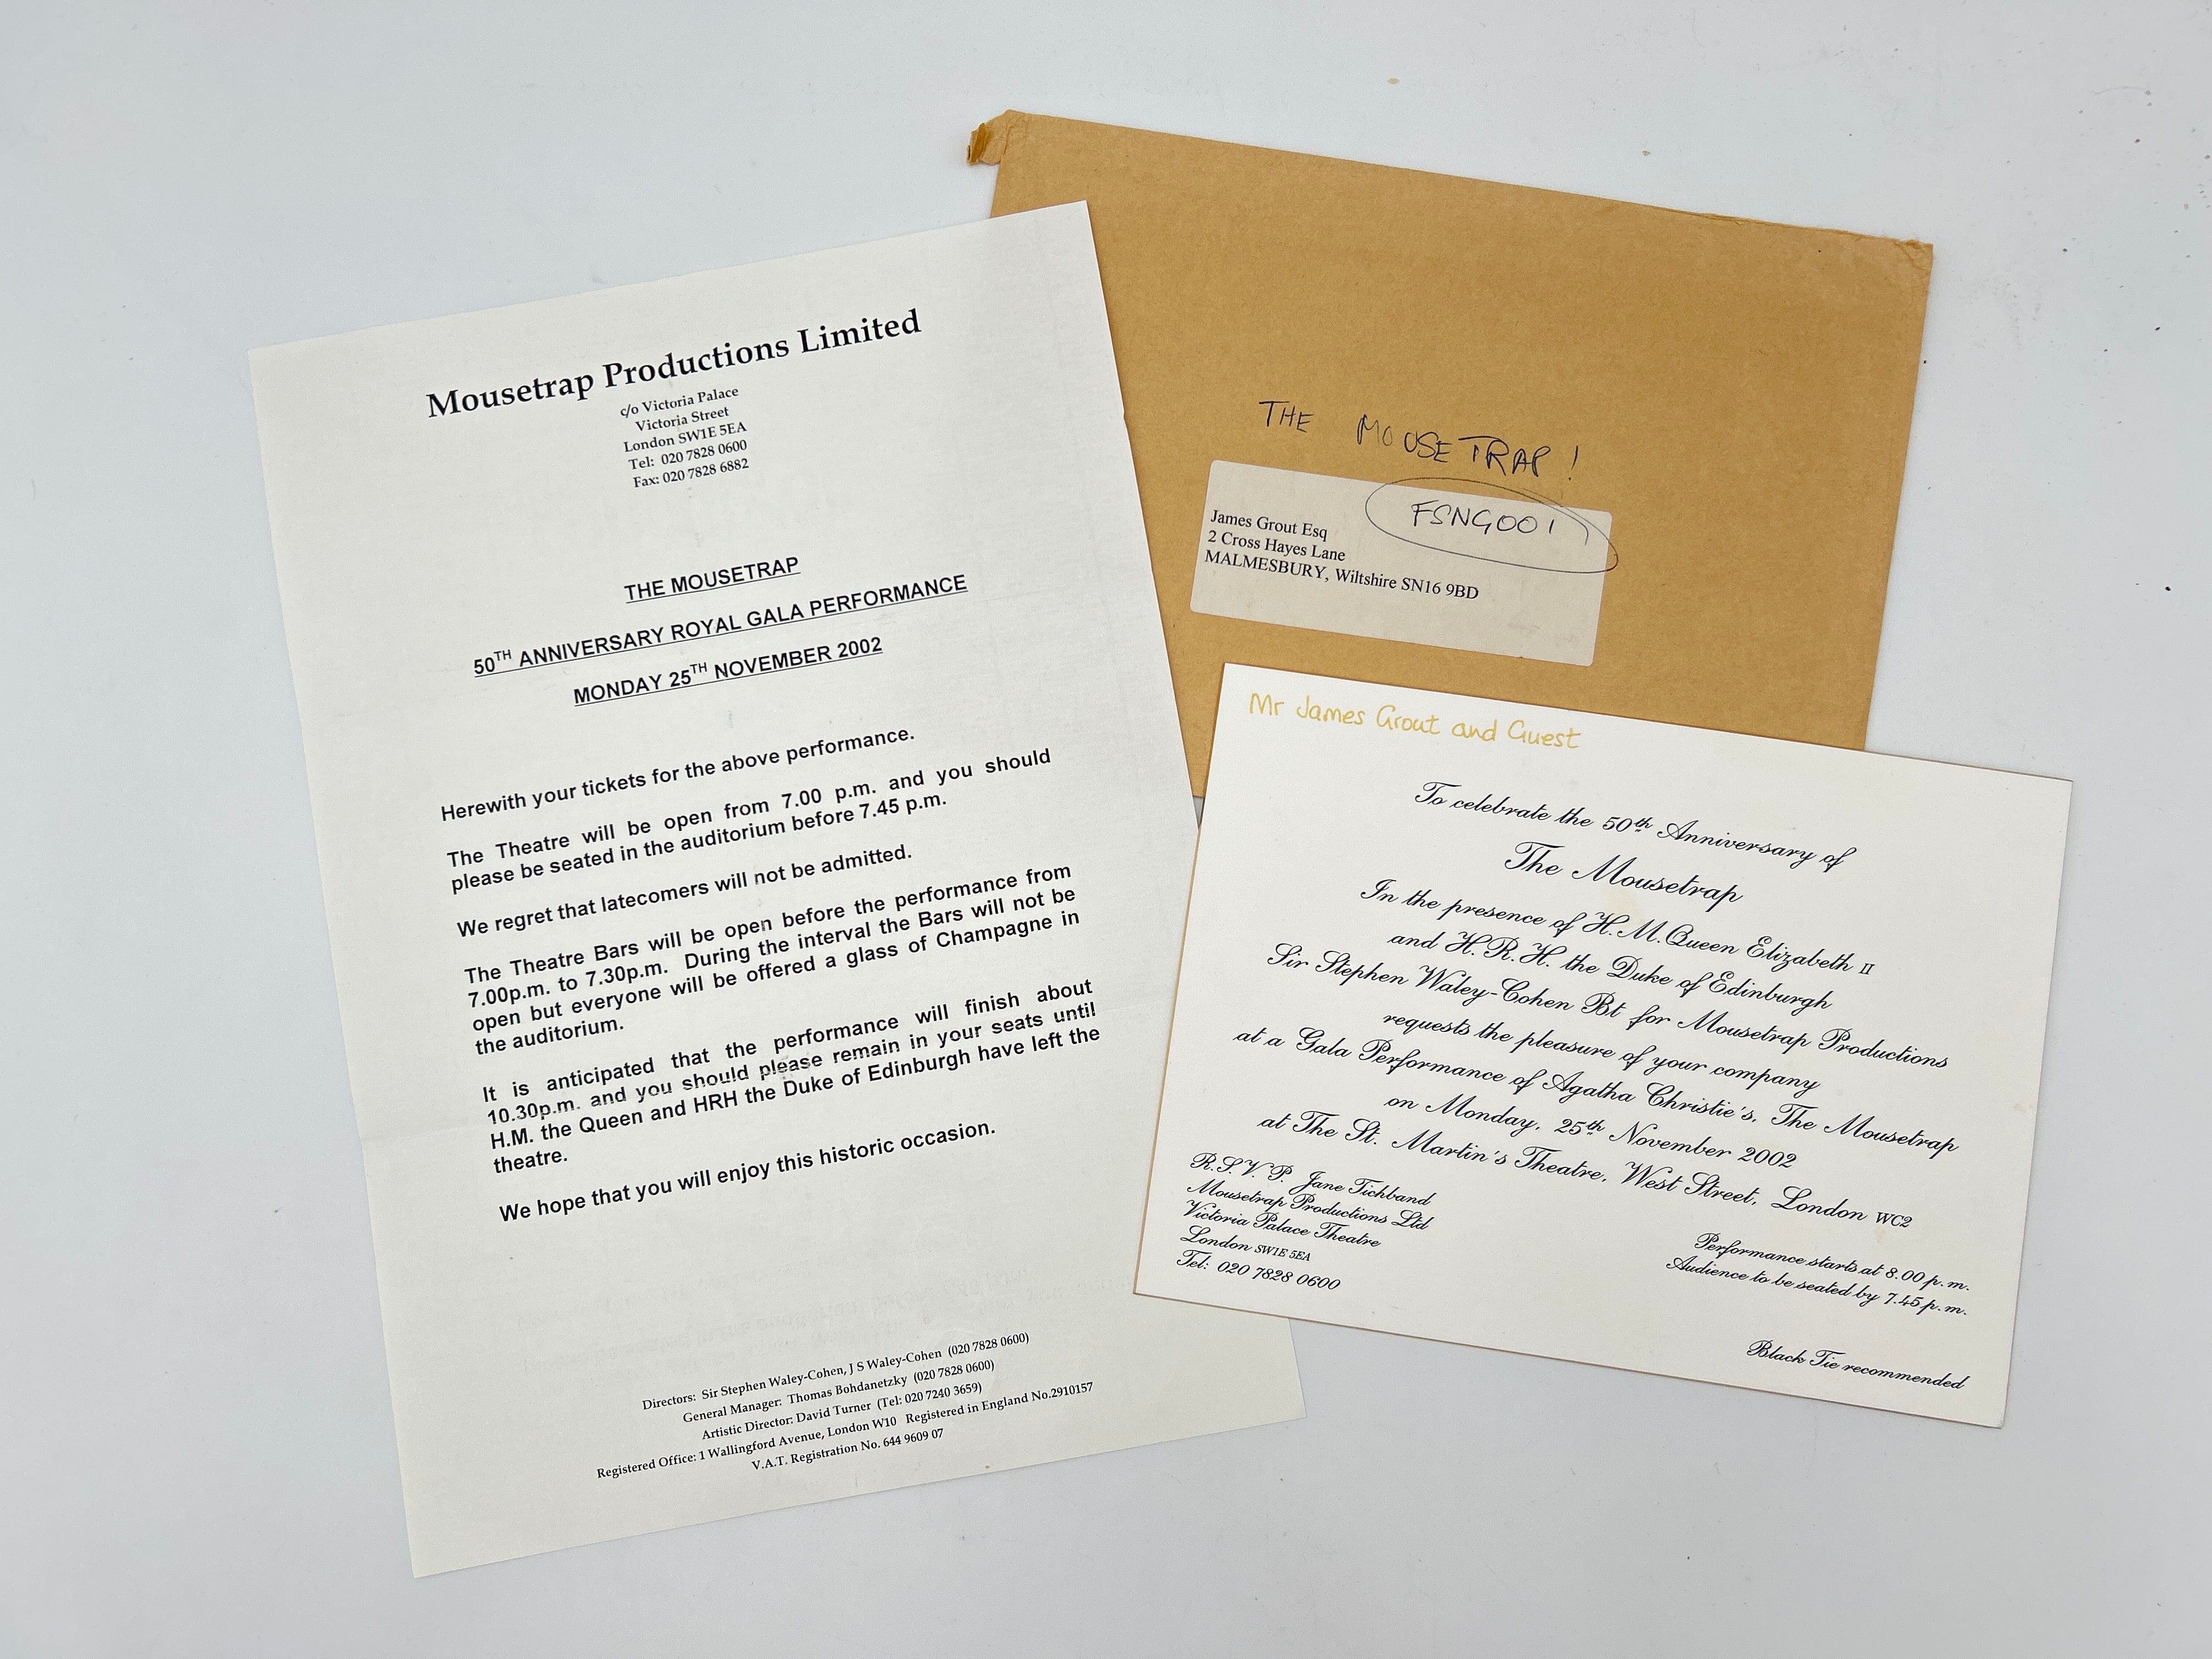 Mousetrap Productions Limited
c/o Victoria Palace
Victoria Street
London SW1E 5EA
Tel: 020 7828 0600
Fax: 020 7828 6882
THE MOUSETRAP
50TH ANNIVERSARY ROYAL GALA PERFORMANCE
MONDAY 25TH NOVEMBER 2002
Herewith your tickets for the above performance.
The Theatre will be open from 7.00 p.m. and you should
please be seated in the auditorium before 7.45 p.m.
We regret that latecomers will not be admitted.
The Theatre Bars will be open before the performance from
7.00p.m. to 7.30p.m. During the interval the Bars will not be
open but everyone will be offered a glass of Champagne in
the auditorium.
It is anticipated that the performance will finish about
10.30p.m. and you should please remain in your seats until
H.M. the Queen and HRH the Duke of Edinburgh have left the
theatre.
We hope that you will enjoy this historic occasion.
Directors: Sir Stephen Waley-Cohen, J S Waley-Cohen (020 7828 0600)
General Manager: Thomas Bohdanetzky (020 7828 0600)
Artistic Director: David Turner (Tel: 020 7240 3659)
Registered Office: 1 Wallingford Avenue, London W10 Registered in England No.2910157
V.A.T. Registration No. 644 9609 07
THE MOUSETRAP!
FSNG001
James Grout Esq
2 Cross Hayes Lane
MALMESBURY, Wiltshire SN16 9BD
Mr James Grout and Guest
To celebrate the 50th Anniversary of
The Mousetrap
In the presence of H.M.Queen Elizabeth II
and H.R.H. the Duke of Edinburgh
Sir Stephen Waley-Cohen Bt for Mousetrap Productions
requests the pleasure of your company
at a Gala Performance of Agatha Christie's, The Mousetrap
on Monday, 25th November 2002
at The St. Martin's Theatre, West Street, London WC2
R.S.V.P. Jane Tichband
Mousetrap Productions Ltd
Victoria Palace Theatre
London SW1E 5EA
Tel: 020 7828 0600
Performance starts at 8.00 p.m.
Audience to be seated by 7.45 p.m.
Black Tie recommended